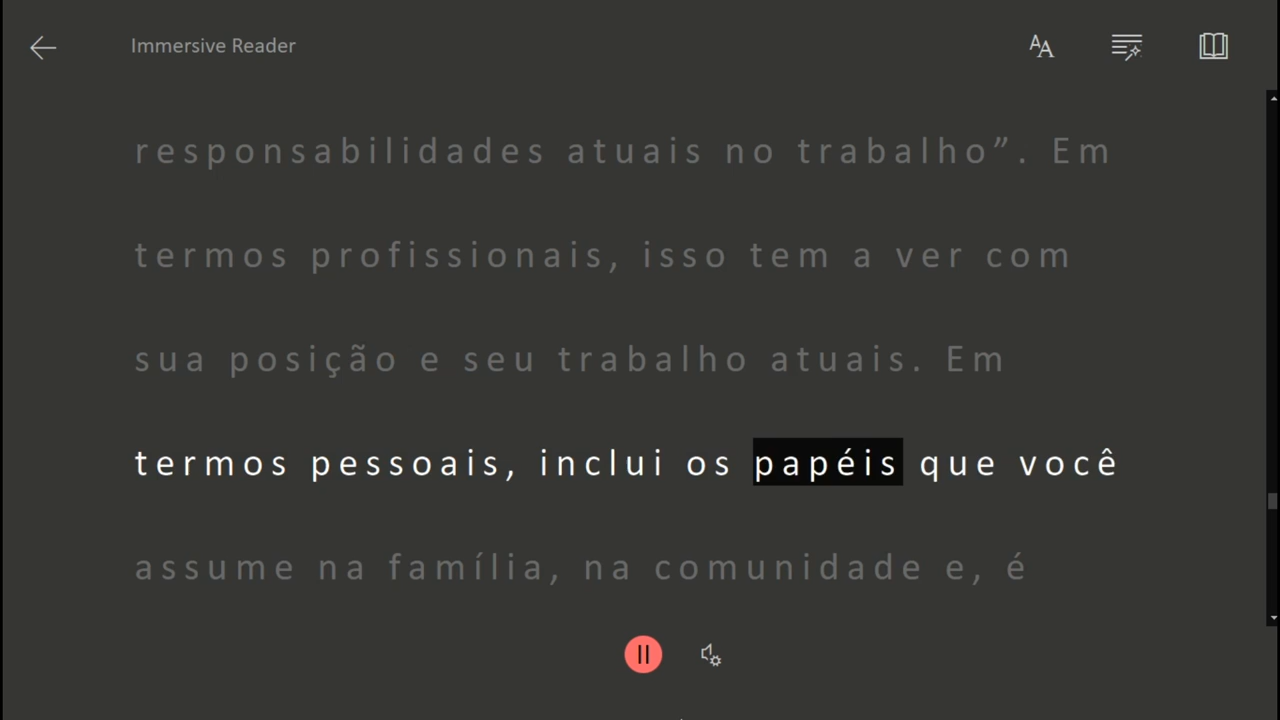 Immersive Reader
responsabilidades atuais no trabalho”. Em
termos profissionais, isso tem a ver com
sua posição e seu trabalho atuais. Em
termos pessoais, inclui os papéis que você
assume na família, na comunidade e, é